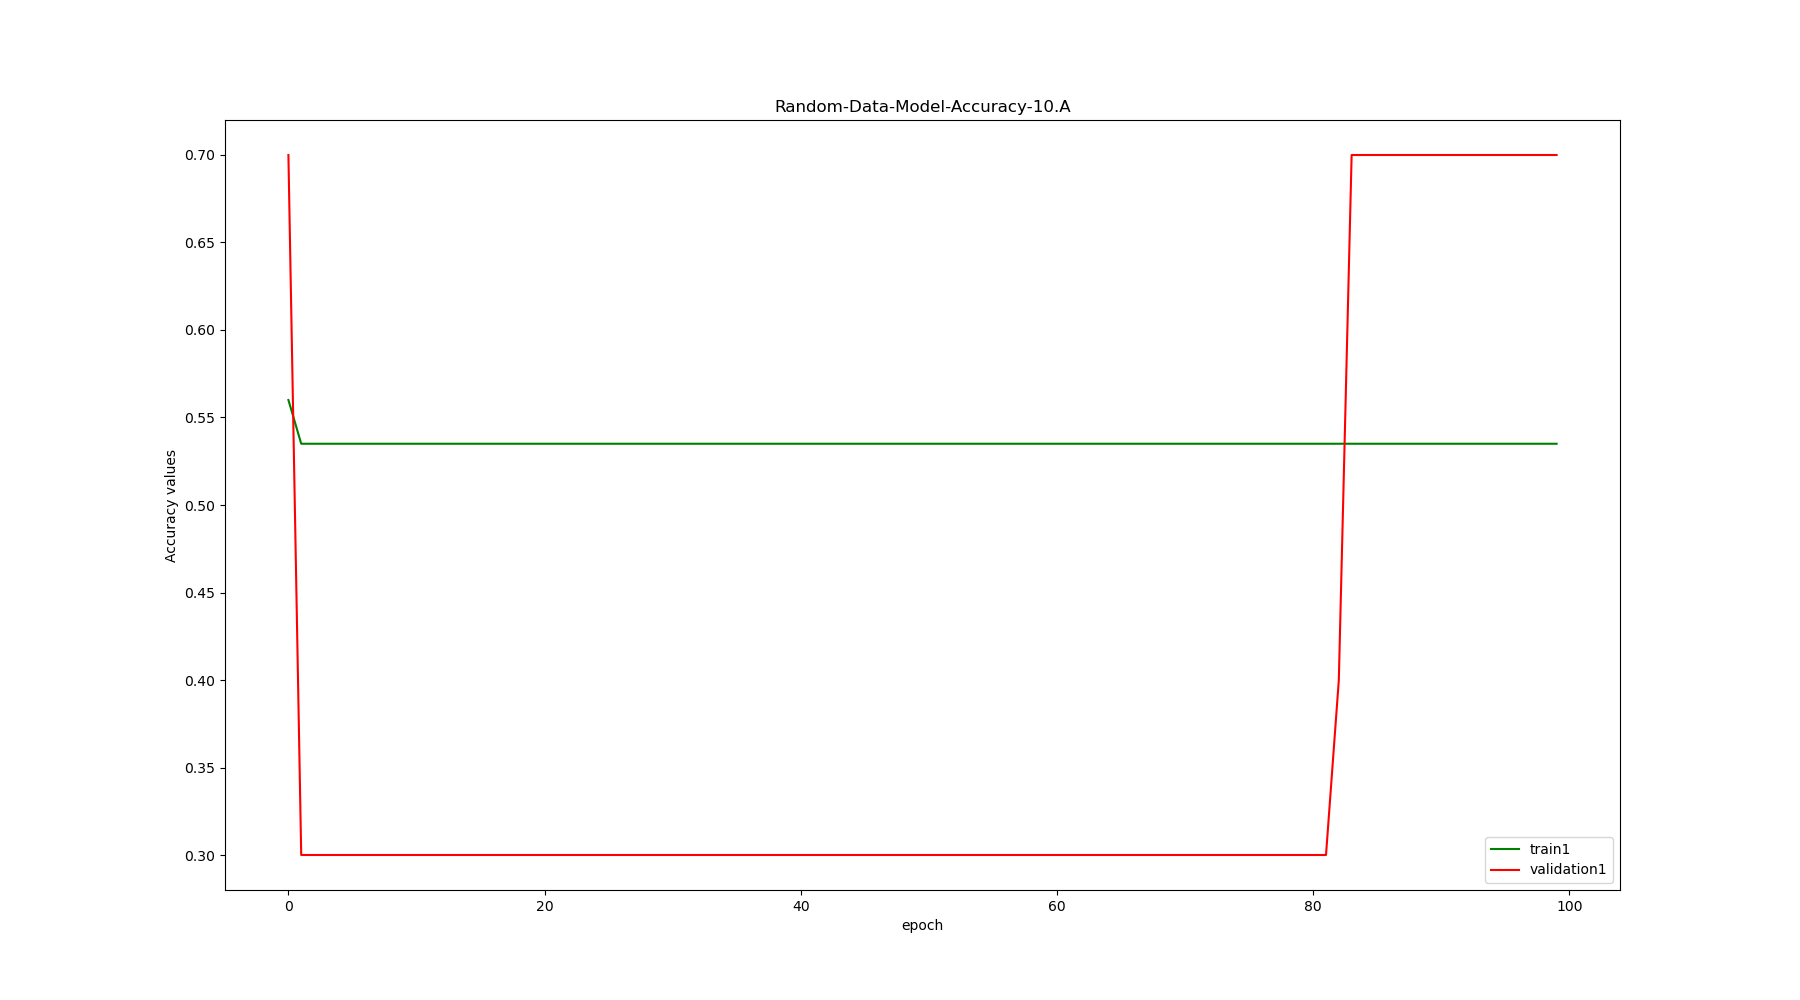 Random-Data-Model-Accuracy-10.A
0.70
0.65
0.60
0.55
0.50
0.45
0.40
0.35
0.30
Accuracy values
train1
validation1
0 20 40 60 80 100
epoch